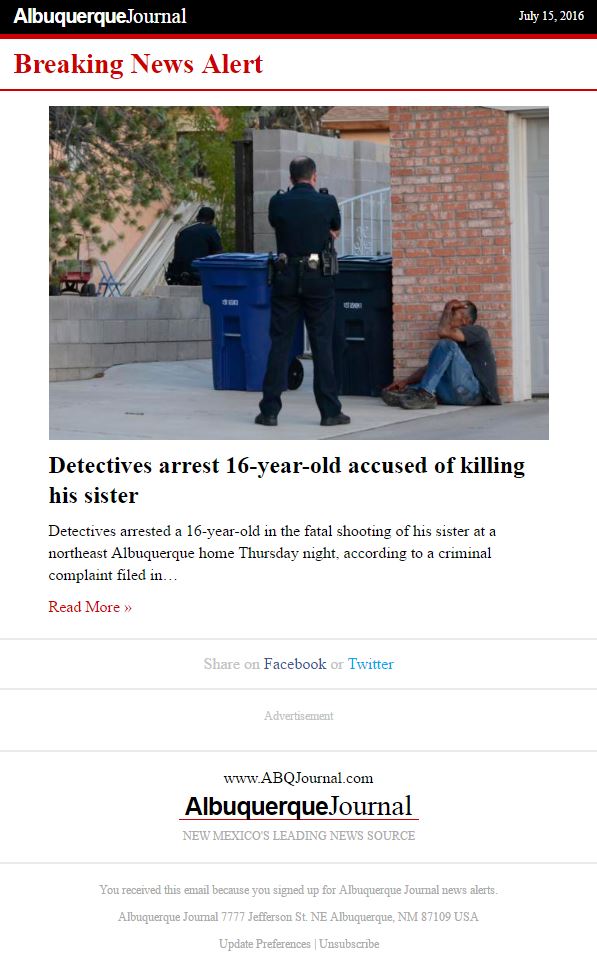 AlbuquerqueJournal
July 15, 2016
Breaking News Alert
Detectives arrest 16-year-old accused of killing
his sister
Detectives arrested a 16-year-old in the fatal shooting of his sister at a
northeast Albuquerque home Thursday night, according to a criminal
complaint filed in…
Read More »
Share on Facebook or Twitter
Advertisement
www.ABQJournal.com
AlbuquerqueJournal
NEW MEXICO'S LEADING NEWS SOURCE
You received this email because you signed up for Albuquerque Journal news alerts.
Albuquerque Journal 7777 Jefferson St. NE Albuquerque, NM 87109 USA
Update Preferences | Unsubscribe